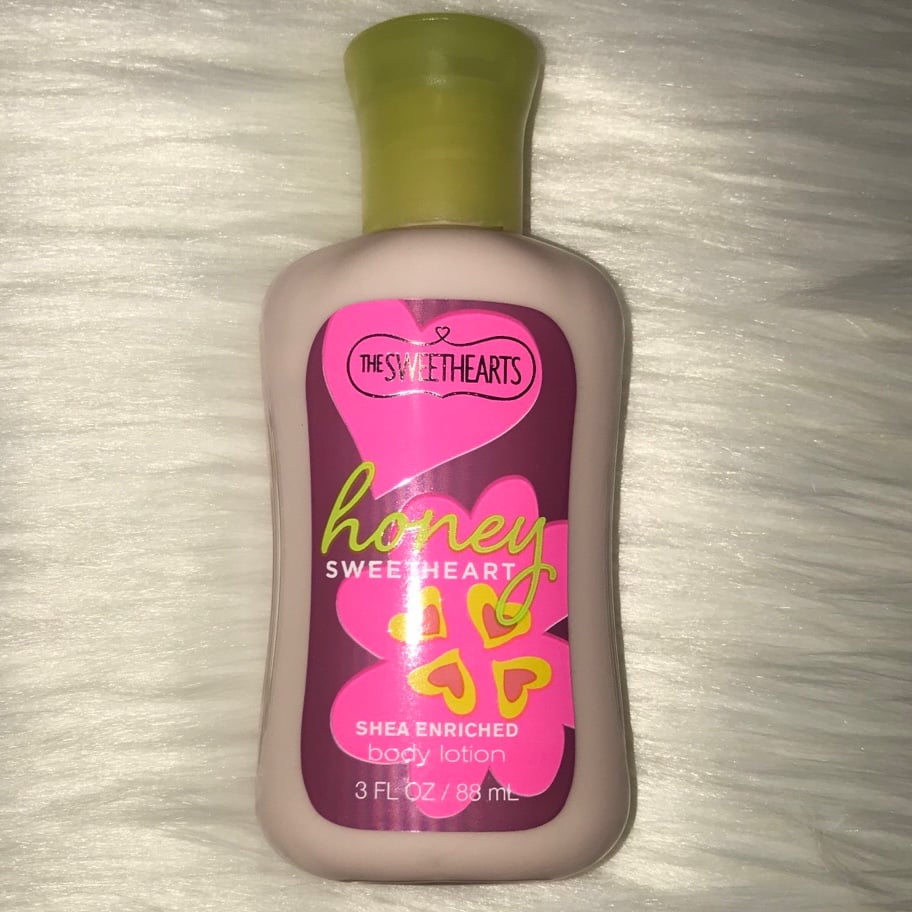 THE SWEETHEARTS
honey
SWEETHEART
SHEA ENRICHED
body lotion
3 FL OZ / 88 mL